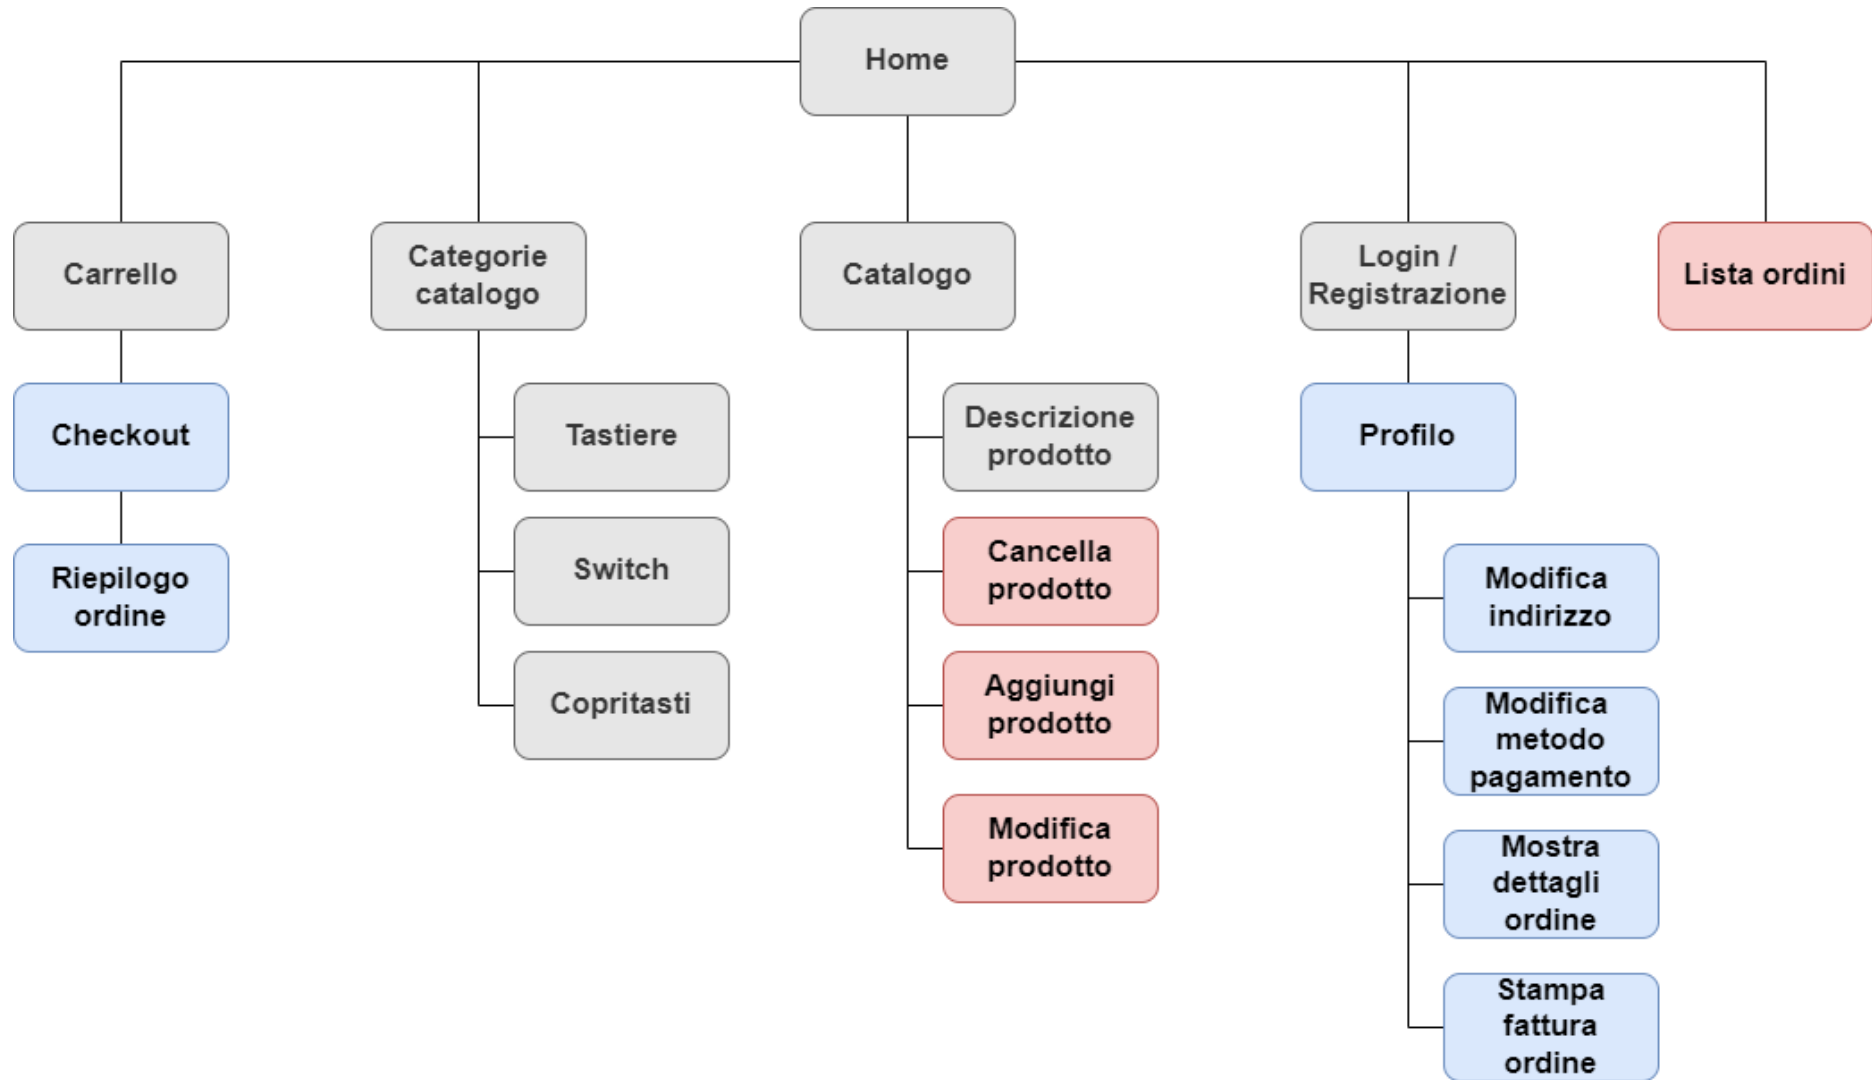 Home
Carrello
Categorie
catalogo
Catalogo
Login /
Registrazione
Lista ordini
Checkout
Riepilogo
ordine
Tastiere
Switch
Copritasti
Descrizione
prodotto
Cancella
prodotto
Aggiungi
prodotto
Modifica
prodotto
Profilo
Modifica
indirizzo
Modifica
metodo
pagamento
Mostra
dettagli
ordine
Stampa
fattura
ordine